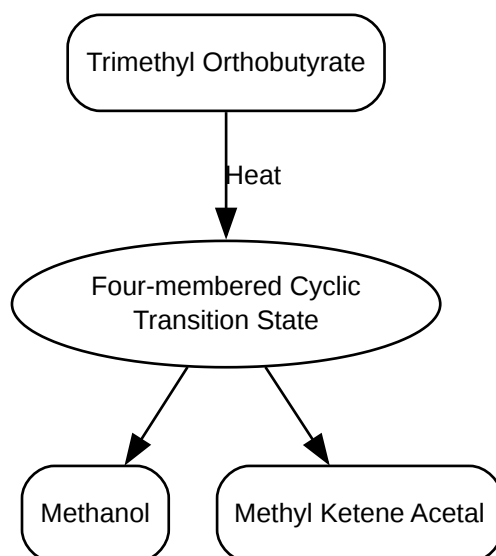 Trimethyl Orthobutyrate
Heat
Four-membered Cyclic
Transition State
Methanol
Methyl Ketene Acetal